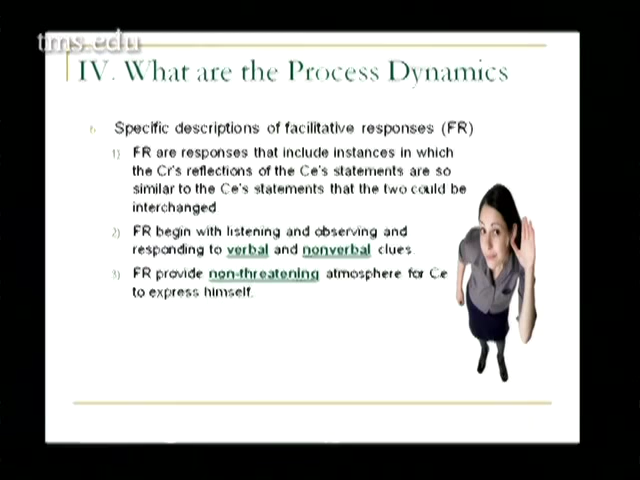 tms.edu
IV. What are the Process Dynamics
6. Specific descriptions of facilitative responses (FR)
1) FR are responses that include instances in which
the Cr's reflections of the Ce's statements are so
similar to the Ce's statements that the two could be
interchanged
2) FR begin with listening and observing and
responding to verbal and nonverbal clues.
3) FR provide non-threatening atmosphere for Ce
to express himself.